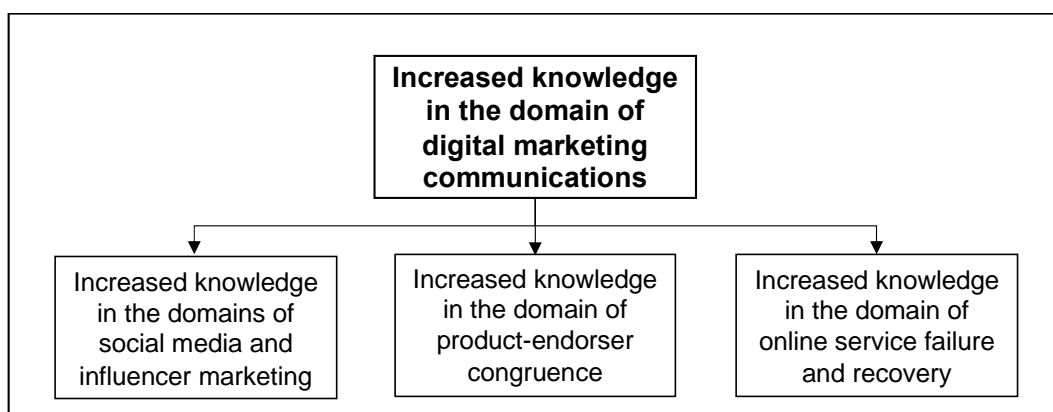 Increased knowledge
in the domain of
digital marketing
communications
Increased knowledge
in the domains of
social media and
influencer marketing
Increased knowledge
in the domain of
product-endorser
congruence
Increased knowledge
in the domain of
online service failure
and recovery